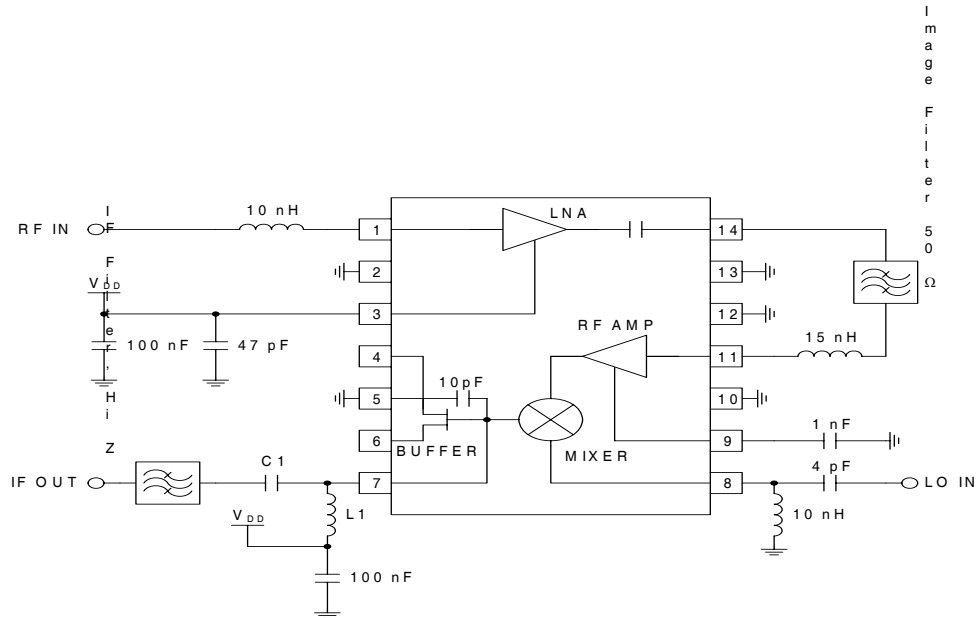 Image Filter 50 Ω
RF IN
10 nH
1
LNA
14
IF Filter, Hi Z
2
13
VDD
3
12
100 nF
47 pF
4
RF AMP
11
15 nH
10pF
5
10
6
BUFFER
MIXER
9
1 nF
IF OUT
C1
7
8
4 pF
LO IN
VDD
L1
10 nH
100 nF